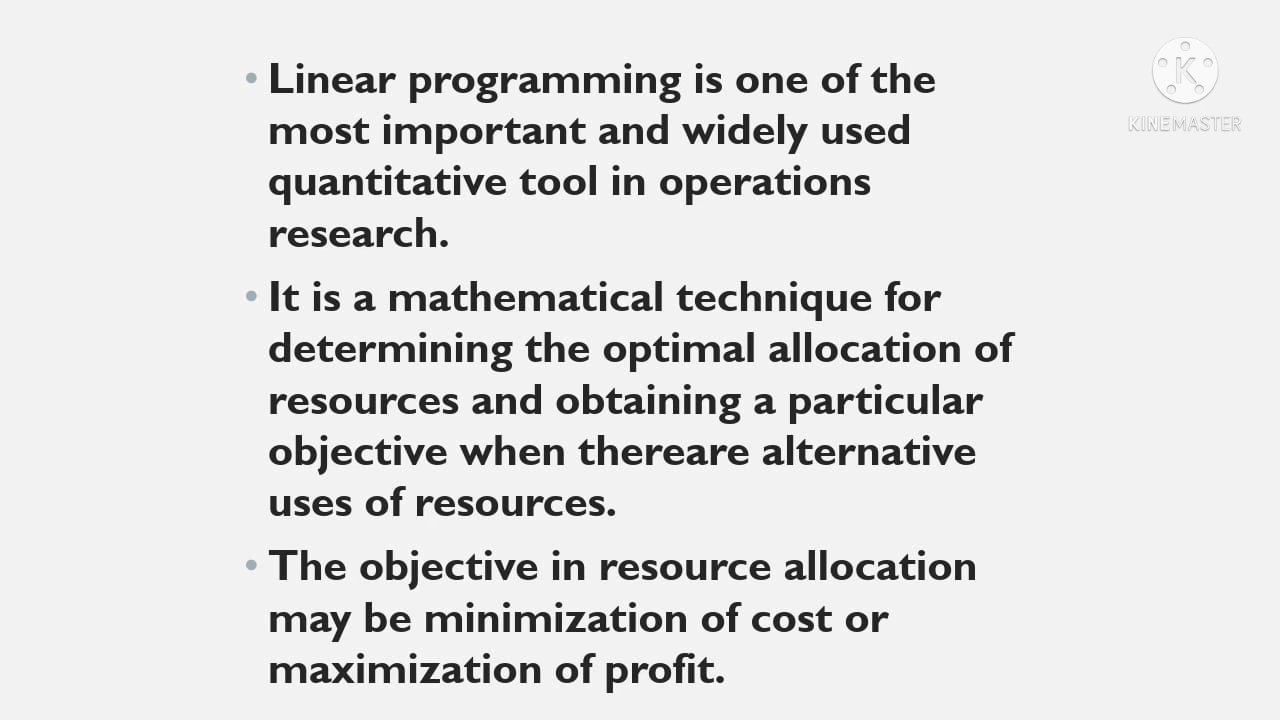 • Linear programming is one of the
most important and widely used
quantitative tool in operations
research.
• It is a mathematical technique for
determining the optimal allocation of
resources and obtaining a particular
objective when thereare alternative
uses of resources.
• The objective in resource allocation
may be minimization of cost or
maximization of profit.
K
KINEMASTER